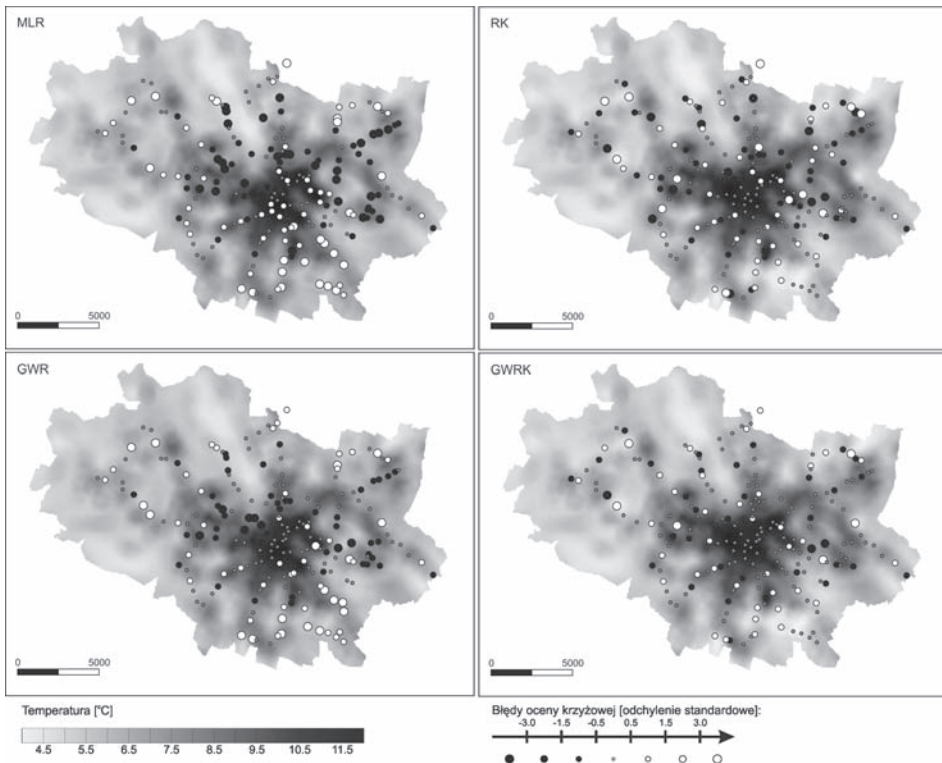 MLR
RK
0 5000
0 5000
GWR
GWRK
0 5000
0 5000
Temperatura [°C]
4.5 5.5 6.5 7.5 8.5 9.5 10.5 11.5
Błędy oceny krzyżowej [odchylenie standardowe]:
-3.0 -1.5 -0.5 0.5 1.5 3.0